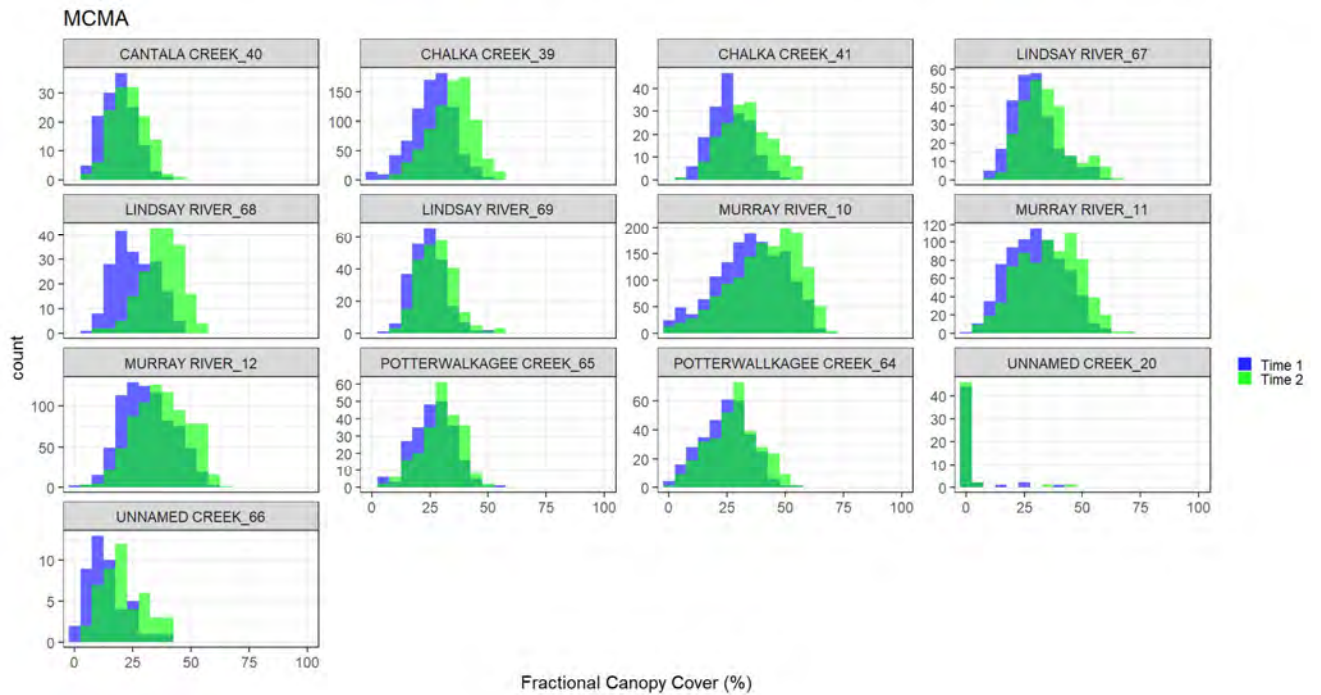 MCMA
CANTALA CREEK_40
CHALKA CREEK_39
CHALKA CREEK_41
LINDSAY RIVER_67
30
20
10
0
150
100
50
0
40
30
20
10
0
60
50
40
30
20
10
0
LINDSAY RIVER_68
LINDSAY RIVER_69
MURRAY RIVER_10
MURRAY RIVER_11
40
30
20
10
0
60
40
20
0
200
150
100
50
0
120
100
80
60
40
20
0
MURRAY RIVER_12
POTTERWALKAGEE CREEK_65
POTTERWALLKAGEE CREEK_64
UNNAMED CREEK_20
100
50
0
60
50
40
30
20
10
0
60
40
20
0
40
30
20
10
0
0 25 50 75 100
0 25 50 75 100
0 25 50 75 100
UNNAMED CREEK_66
10
5
0
0 25 50 75 100
count
Fractional Canopy Cover (%)
Time 1
Time 2